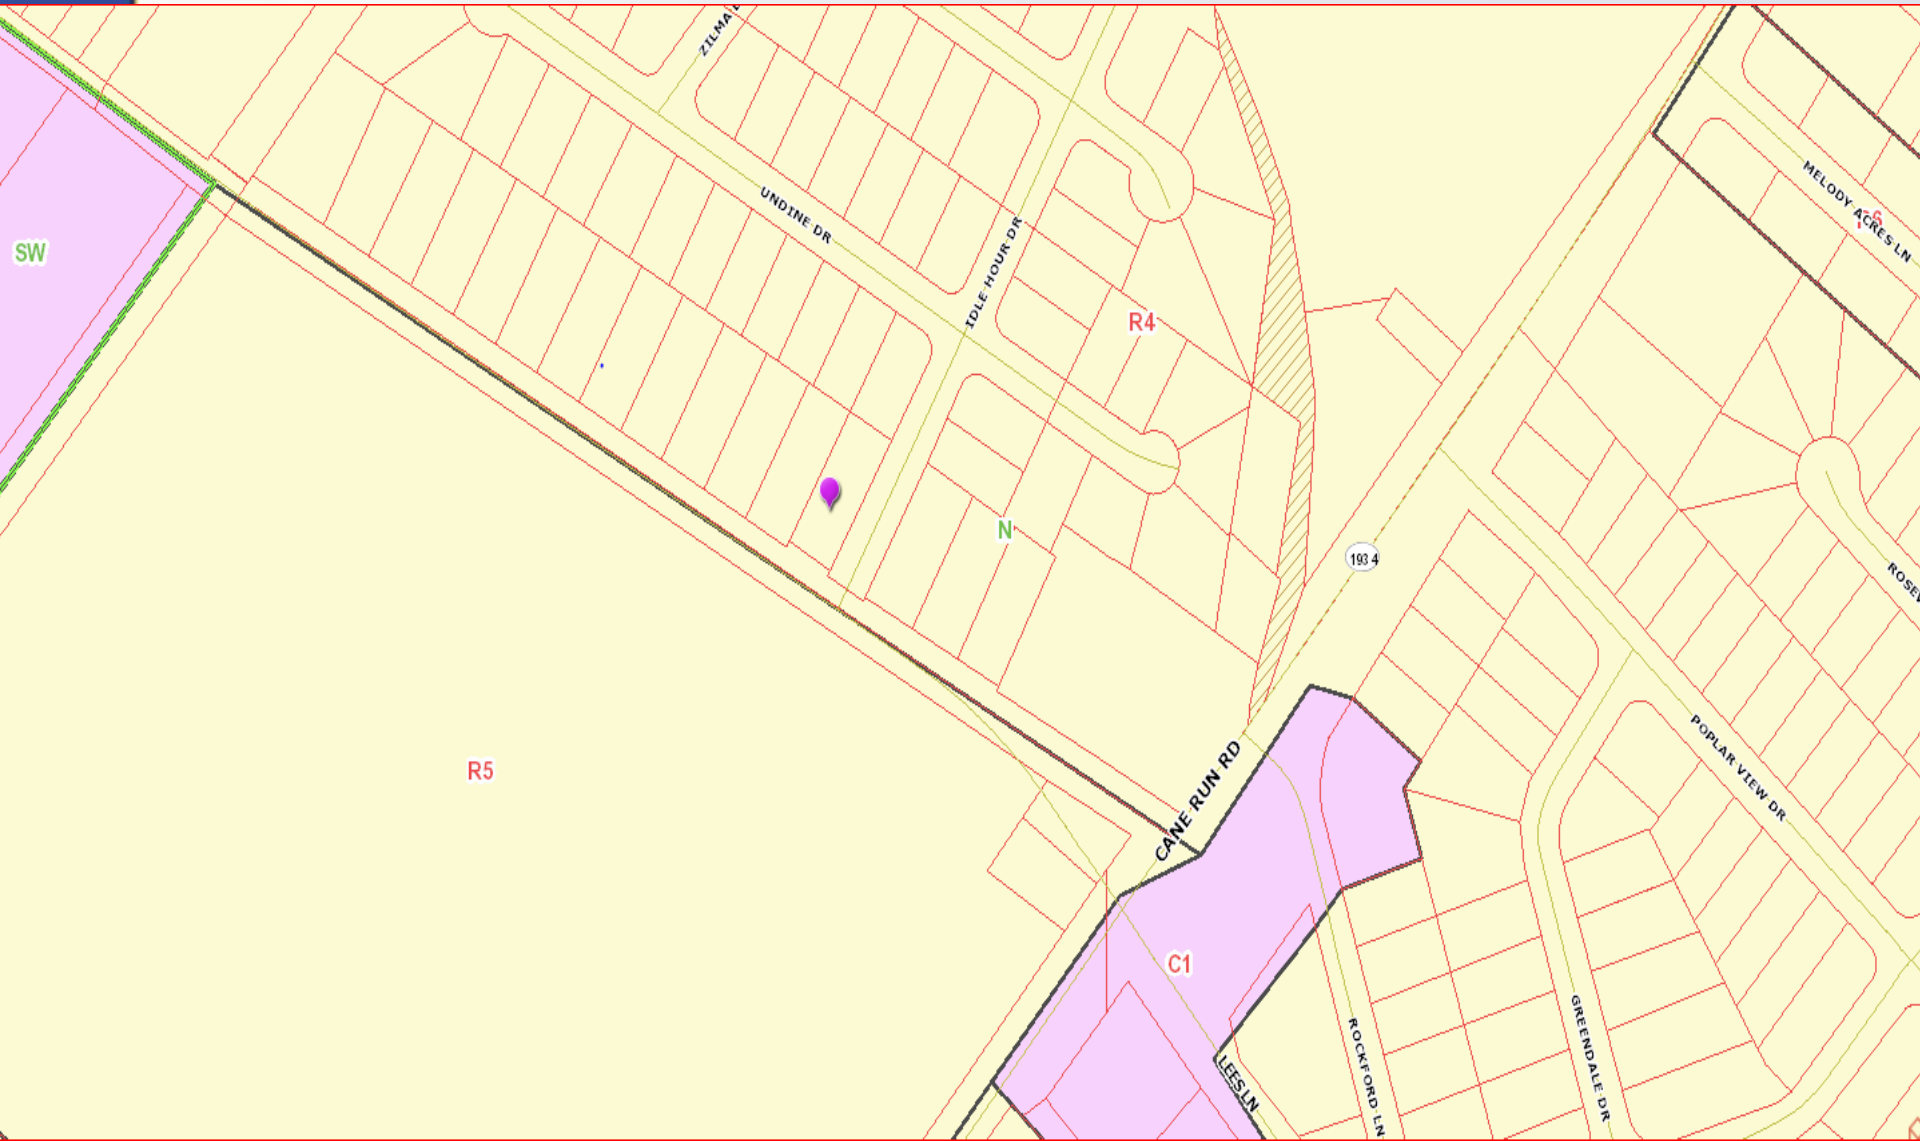 ZILMA
UNDINE DR
MELODY ACRES LN
SW
IDLE HOUR DR
R4
N
193 4
R5
CANE RUN RD
POPLAR VIEW DR
C1
ROCKFORD LN
GREENDALE DR
LEES LN